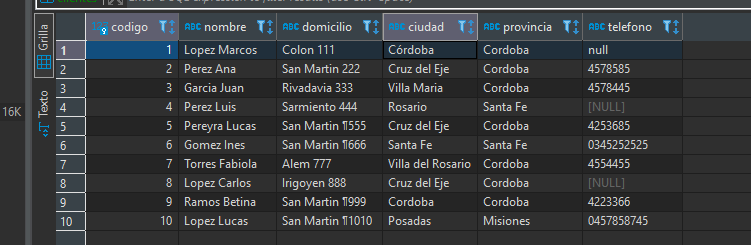 codigo nombre domicilio ciudad provincia telefono
1 1 Lopez Marcos Colon 111 Córdoba Cordoba null
2 2 Perez Ana San Martin 222 Cruz del Eje Cordoba 4578585
3 3 Garcia Juan Rivadavia 333 Villa Maria Cordoba 4578445
4 4 Perez Luis Sarmiento 444 Rosario Santa Fe [NULL]
5 5 Pereyra Lucas San Martin ¶555 Cruz del Eje Cordoba 4253685
6 6 Gomez Ines San Martin ¶666 Santa Fe Santa Fe 0345252525
7 7 Torres Fabiola Alem 777 Villa del Rosario Cordoba 4554455
8 8 Lopez Carlos Irigoyen 888 Cruz del Eje Cordoba [NULL]
9 9 Ramos Betina San Martin ¶999 Cordoba Cordoba 4223366
10 10 Lopez Lucas San Martin ¶1010 Posadas Misiones 0457858745
Grilla
Texto
16K